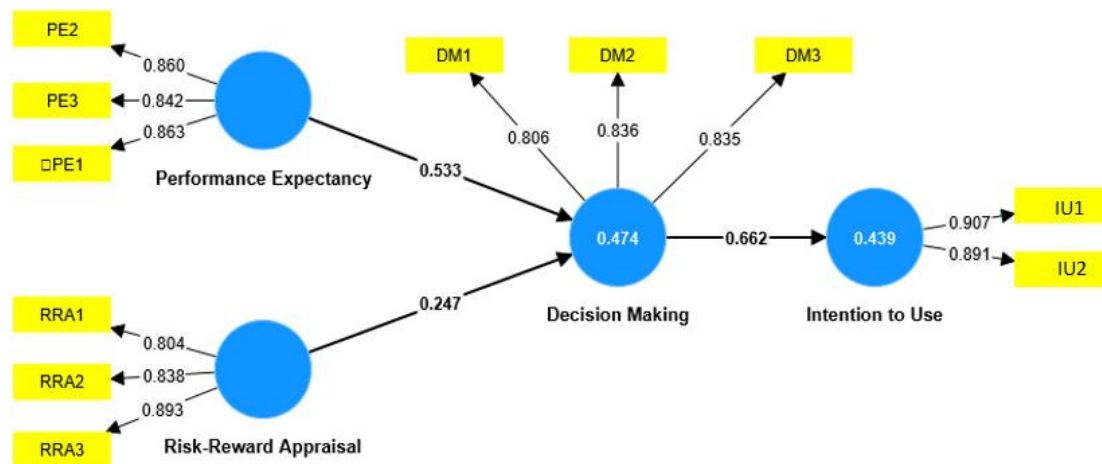 PE2
0.860
PE3
0.842
0.863
□PE1
Performance Expectancy
DM1
DM2
DM3
0.806
0.836
0.835
0.533
0.474
0.662
0.439
0.907
IU1
0.891
IU2
0.247
Decision Making
Intention to Use
RRA1
0.804
RRA2
0.838
0.893
RRA3
Risk-Reward Appraisal